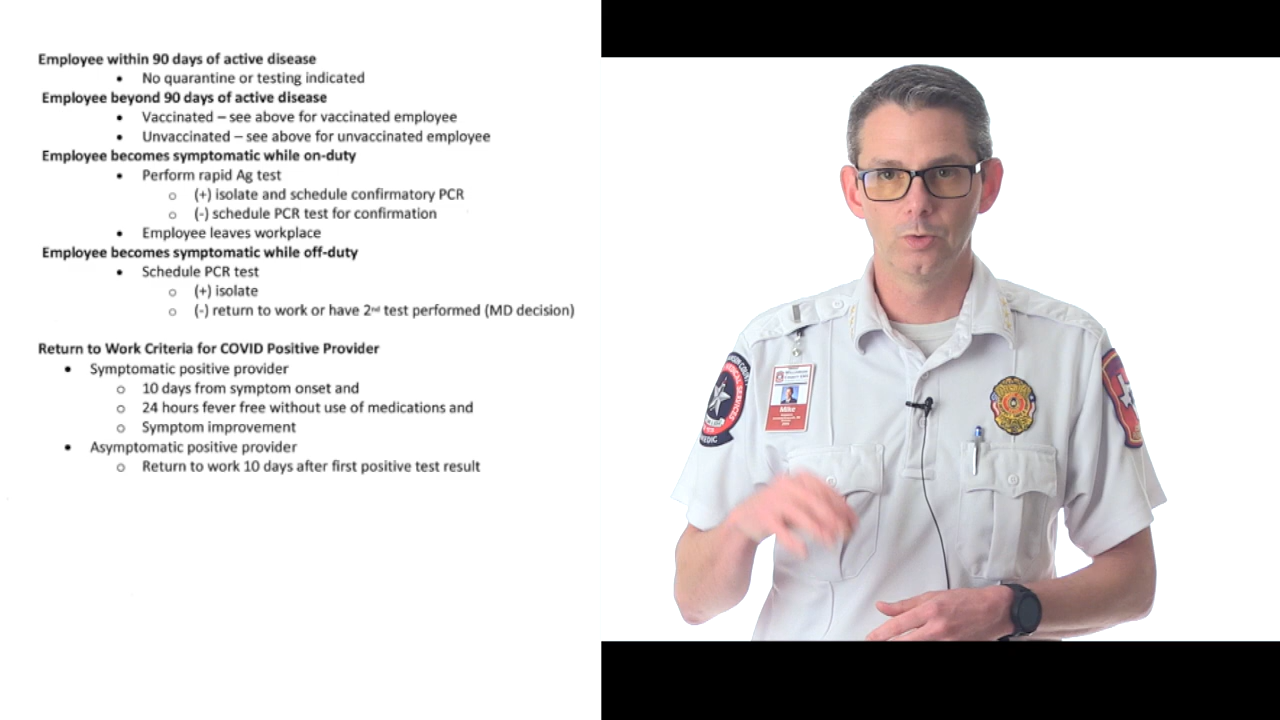 Employee within 90 days of active disease
• No quarantine or testing indicated
Employee beyond 90 days of active disease
• Vaccinated – see above for vaccinated employee
• Unvaccinated – see above for unvaccinated employee
Employee becomes symptomatic while on-duty
• Perform rapid Ag test
o (+) isolate and schedule confirmatory PCR
o (-) schedule PCR test for confirmation
• Employee leaves workplace
Employee becomes symptomatic while off-duty
• Schedule PCR test
o (+) isolate
o (-) return to work or have 2nd test performed (MD decision)
Return to Work Criteria for COVID Positive Provider
• Symptomatic positive provider
o 10 days from symptom onset and
o 24 hours fever free without use of medications and
o Symptom improvement
• Asymptomatic positive provider
o Return to work 10 days after first positive test result
Mike